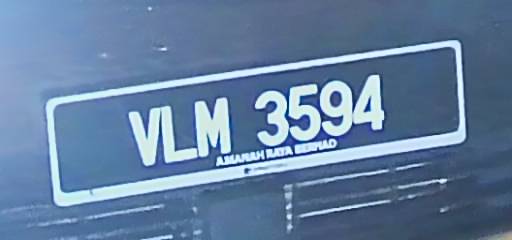 VLM 3594
AMANAH RAYA BERHAD